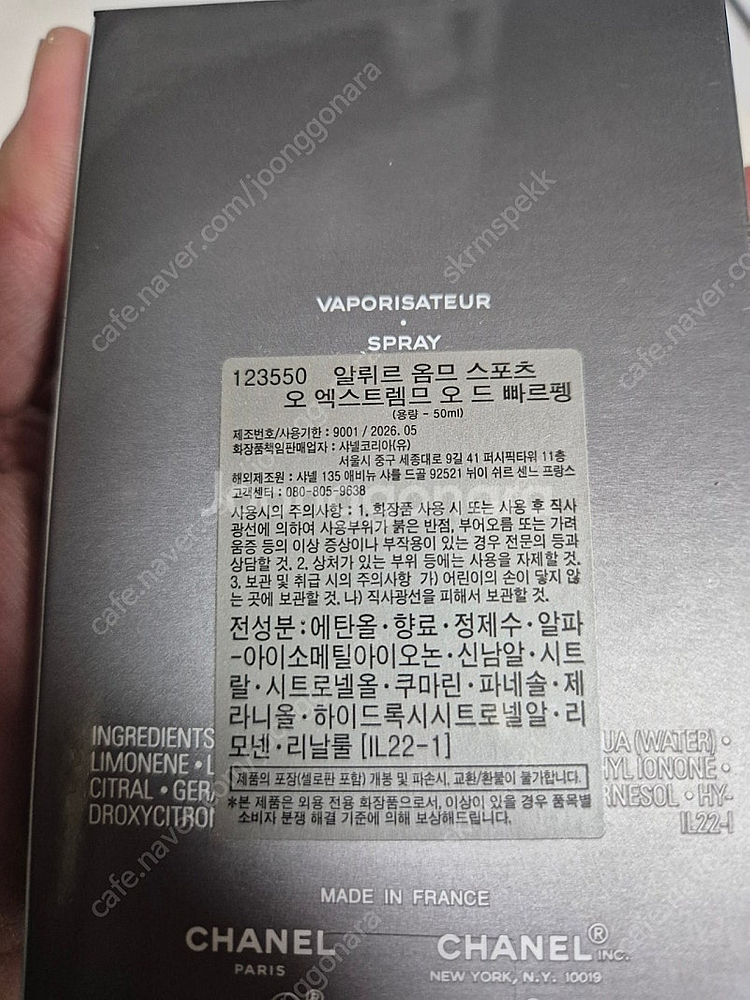 VAPORISATEUR
SPRAY
123550 알뤼르 옴므 스포츠
오 엑스트렘므 오 드 빠르펭
(용량 - 50ml)
제조번호/사용기한 : 9001 / 2026. 05
화장품책임판매업자 : 샤넬코리아(유)
서울시 중구 세종대로 9길 41 퍼시픽타워 11층
해외제조원 : 샤넬 135 애비뉴 샤를 드골 92521 뉘이 쉬르 센느 프랑스
고객센터 : 080-805-9638
사용시의 주의사항 : 1. 화장품 사용 시 또는 사용 후 직사
광선에 의하여 사용부위가 붉은 반점, 부어오름 또는 가려
움증 등의 이상 증상이나 부작용이 있는 경우 전문의 등과
상담할 것. 2. 상처가 있는 부위 등에는 사용을 자제할 것.
3. 보관 및 취급 시의 주의사항 가) 어린이의 손이 닿지 않
는 곳에 보관할 것. 나) 직사광선을 피해서 보관할 것.
전성분 : 에탄올 · 향료 · 정제수 · 알파
-아이소메틸아이오논 · 신남알 · 시트
랄 · 시트로넬올 · 쿠마린 · 파네솔 · 제
라니올 · 하이드록시시트로넬알 · 리
모넨 · 리날룰 [IL22-1]
제품의 포장(셀로판 포함) 개봉 및 파손시, 교환/환불이 불가합니다.
*본 제품은 외용 전용 화장품으로서, 이상이 있을 경우 품목별
소비자 분쟁 해결 기준에 의해 보상해드립니다.
INGREDIENTS UA (WATER) •
LIMONENE • L HYL IONONE •
CITRAL • GER RNESOL • HY-
DROXYCITRO IL22-1
MADE IN FRANCE
CHANEL CHANEL® INC.
PARIS NEW YORK, N.Y. 10019
cafe.naver.com/joonggonara
skrmspekk